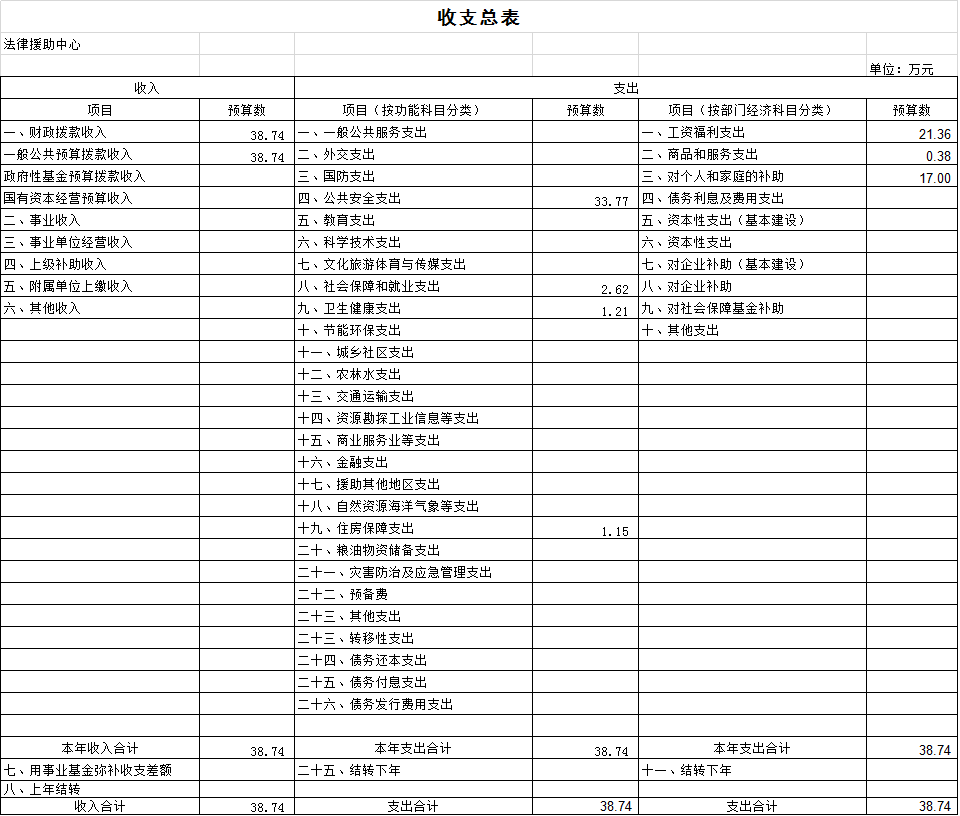 收支总表
法律援助中心
单位：万元
收入 支出
项目 预算数 项目（按功能科目分类） 预算数 项目（按部门经济科目分类） 预算数
一、财政拨款收入 38.74 一、一般公共服务支出 一、工资福利支出 21.36
一般公共预算拨款收入 38.74 二、外交支出 二、商品和服务支出 0.38
政府性基金预算拨款收入 三、国防支出 三、对个人和家庭的补助 17.00
国有资本经营预算收入 四、公共安全支出 33.77 四、债务利息及费用支出
二、事业收入 五、教育支出 五、资本性支出（基本建设）
三、事业单位经营收入 六、科学技术支出 六、资本性支出
四、上级补助收入 七、文化旅游体育与传媒支出 七、对企业补助（基本建设）
五、附属单位上缴收入 八、社会保障和就业支出 2.62 八、对企业补助
六、其他收入 九、卫生健康支出 1.21 九、对社会保障基金补助
十、节能环保支出 十、其他支出
十一、城乡社区支出
十二、农林水支出
十三、交通运输支出
十四、资源勘探工业信息等支出
十五、商业服务业等支出
十六、金融支出
十七、援助其他地区支出
十八、自然资源海洋气象等支出
十九、住房保障支出 1.15
二十、粮油物资储备支出
二十一、灾害防治及应急管理支出
二十二、预备费
二十三、其他支出
二十三、转移性支出
二十四、债务还本支出
二十五、债务付息支出
二十六、债务发行费用支出
本年收入合计 38.74 本年支出合计 38.74 本年支出合计 38.74
七、用事业基金弥补收支差额 二十五、结转下年 十一、结转下年
八、上年结转
收入合计 38.74 支出合计 38.74 支出合计 38.74